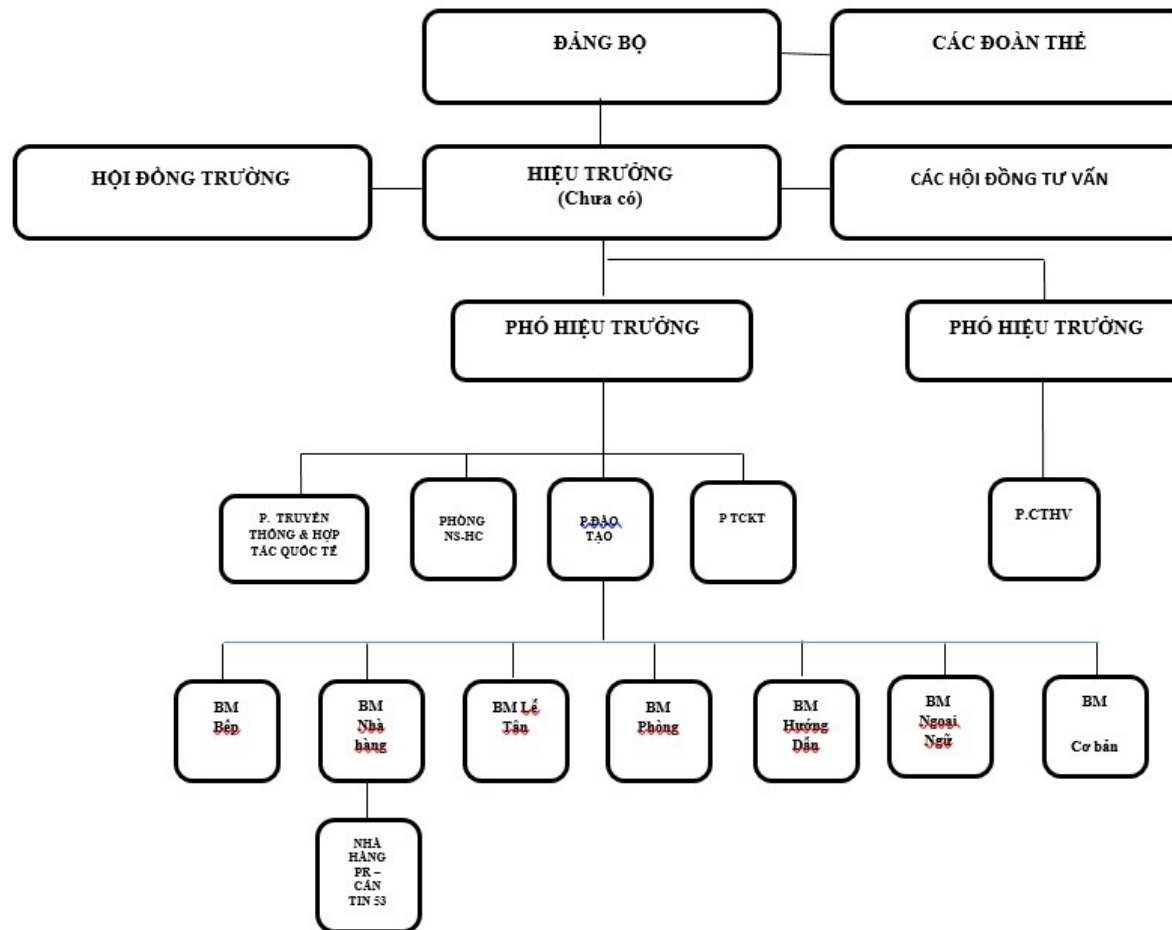 ĐẢNG BỘ
CÁC ĐOÀN THỂ
HỘI ĐỒNG TRƯỜNG
HIỆU TRƯỞNG
(Chưa có)
CÁC HỘI ĐỒNG TƯ VẤN
PHÓ HIỆU TRƯỞNG
PHÓ HIỆU TRƯỞNG
P. TRUYỀN
THÔNG & HỢP
TÁC QUỐC TẾ
PHÒNG
NS-HC
P.ĐÀO
TẠO
P TCKT
P.CTHV
BM
Bếp
BM
Nhà
hàng
BM Lễ
Tân
BM
Phòng
BM
Hướng
Dẫn
BM
Ngoại
Ngữ
BM
Cơ bản
NHÀ
HÀNG
PR –
CĂN
TIN 53